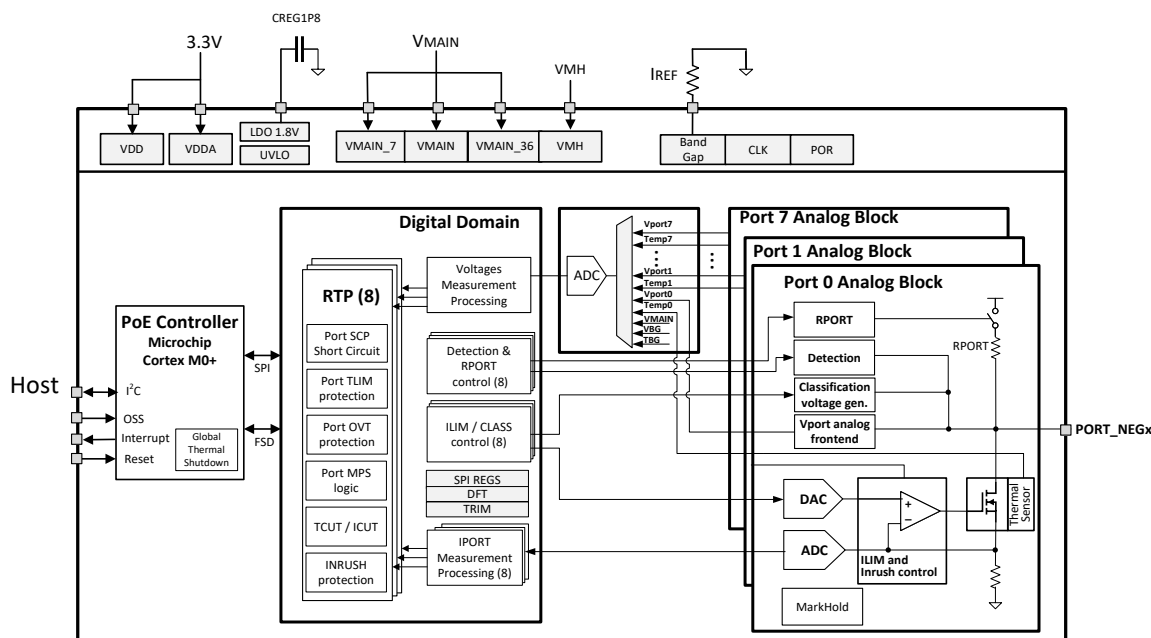 CREG1P8
3.3V
VMAIN
VMH
IREF
VDD
VDDA
LDO 1.8V
UVLO
VMAIN_7
VMAIN
VMAIN_36
VMH
Band
Gap
CLK
POR
Host
PoE Controller
Microchip
Cortex M0+
I²C
OSS
Interrupt
Reset
Global
Thermal
Shutdown
SPI
FSD
Digital Domain
RTP (8)
Port SCP
Short Circuit
Port TLIM
protection
Port OVT
protection
Port MPS
logic
TCUT / ICUT
INRUSH
protection
Voltages
Measurement
Processing
Detection &
RPORT
control (8)
ILIM / CLASS
control (8)
SPI REGS
DFT
TRIM
IPORT
Measurement
Processing (8)
ADC
Vport7
Temp7
Vport1
Temp1
Vport0
Temp0
VMAIN
VBG
TBG
Port 7 Analog Block
Port 1 Analog Block
Port 0 Analog Block
RPORT
RPORT
Detection
Classification
voltage gen.
Vport analog
frontend
PORT_NEGx
DAC
ADC
+
−
ILIM and
Inrush control
Thermal
Sensor
MarkHold